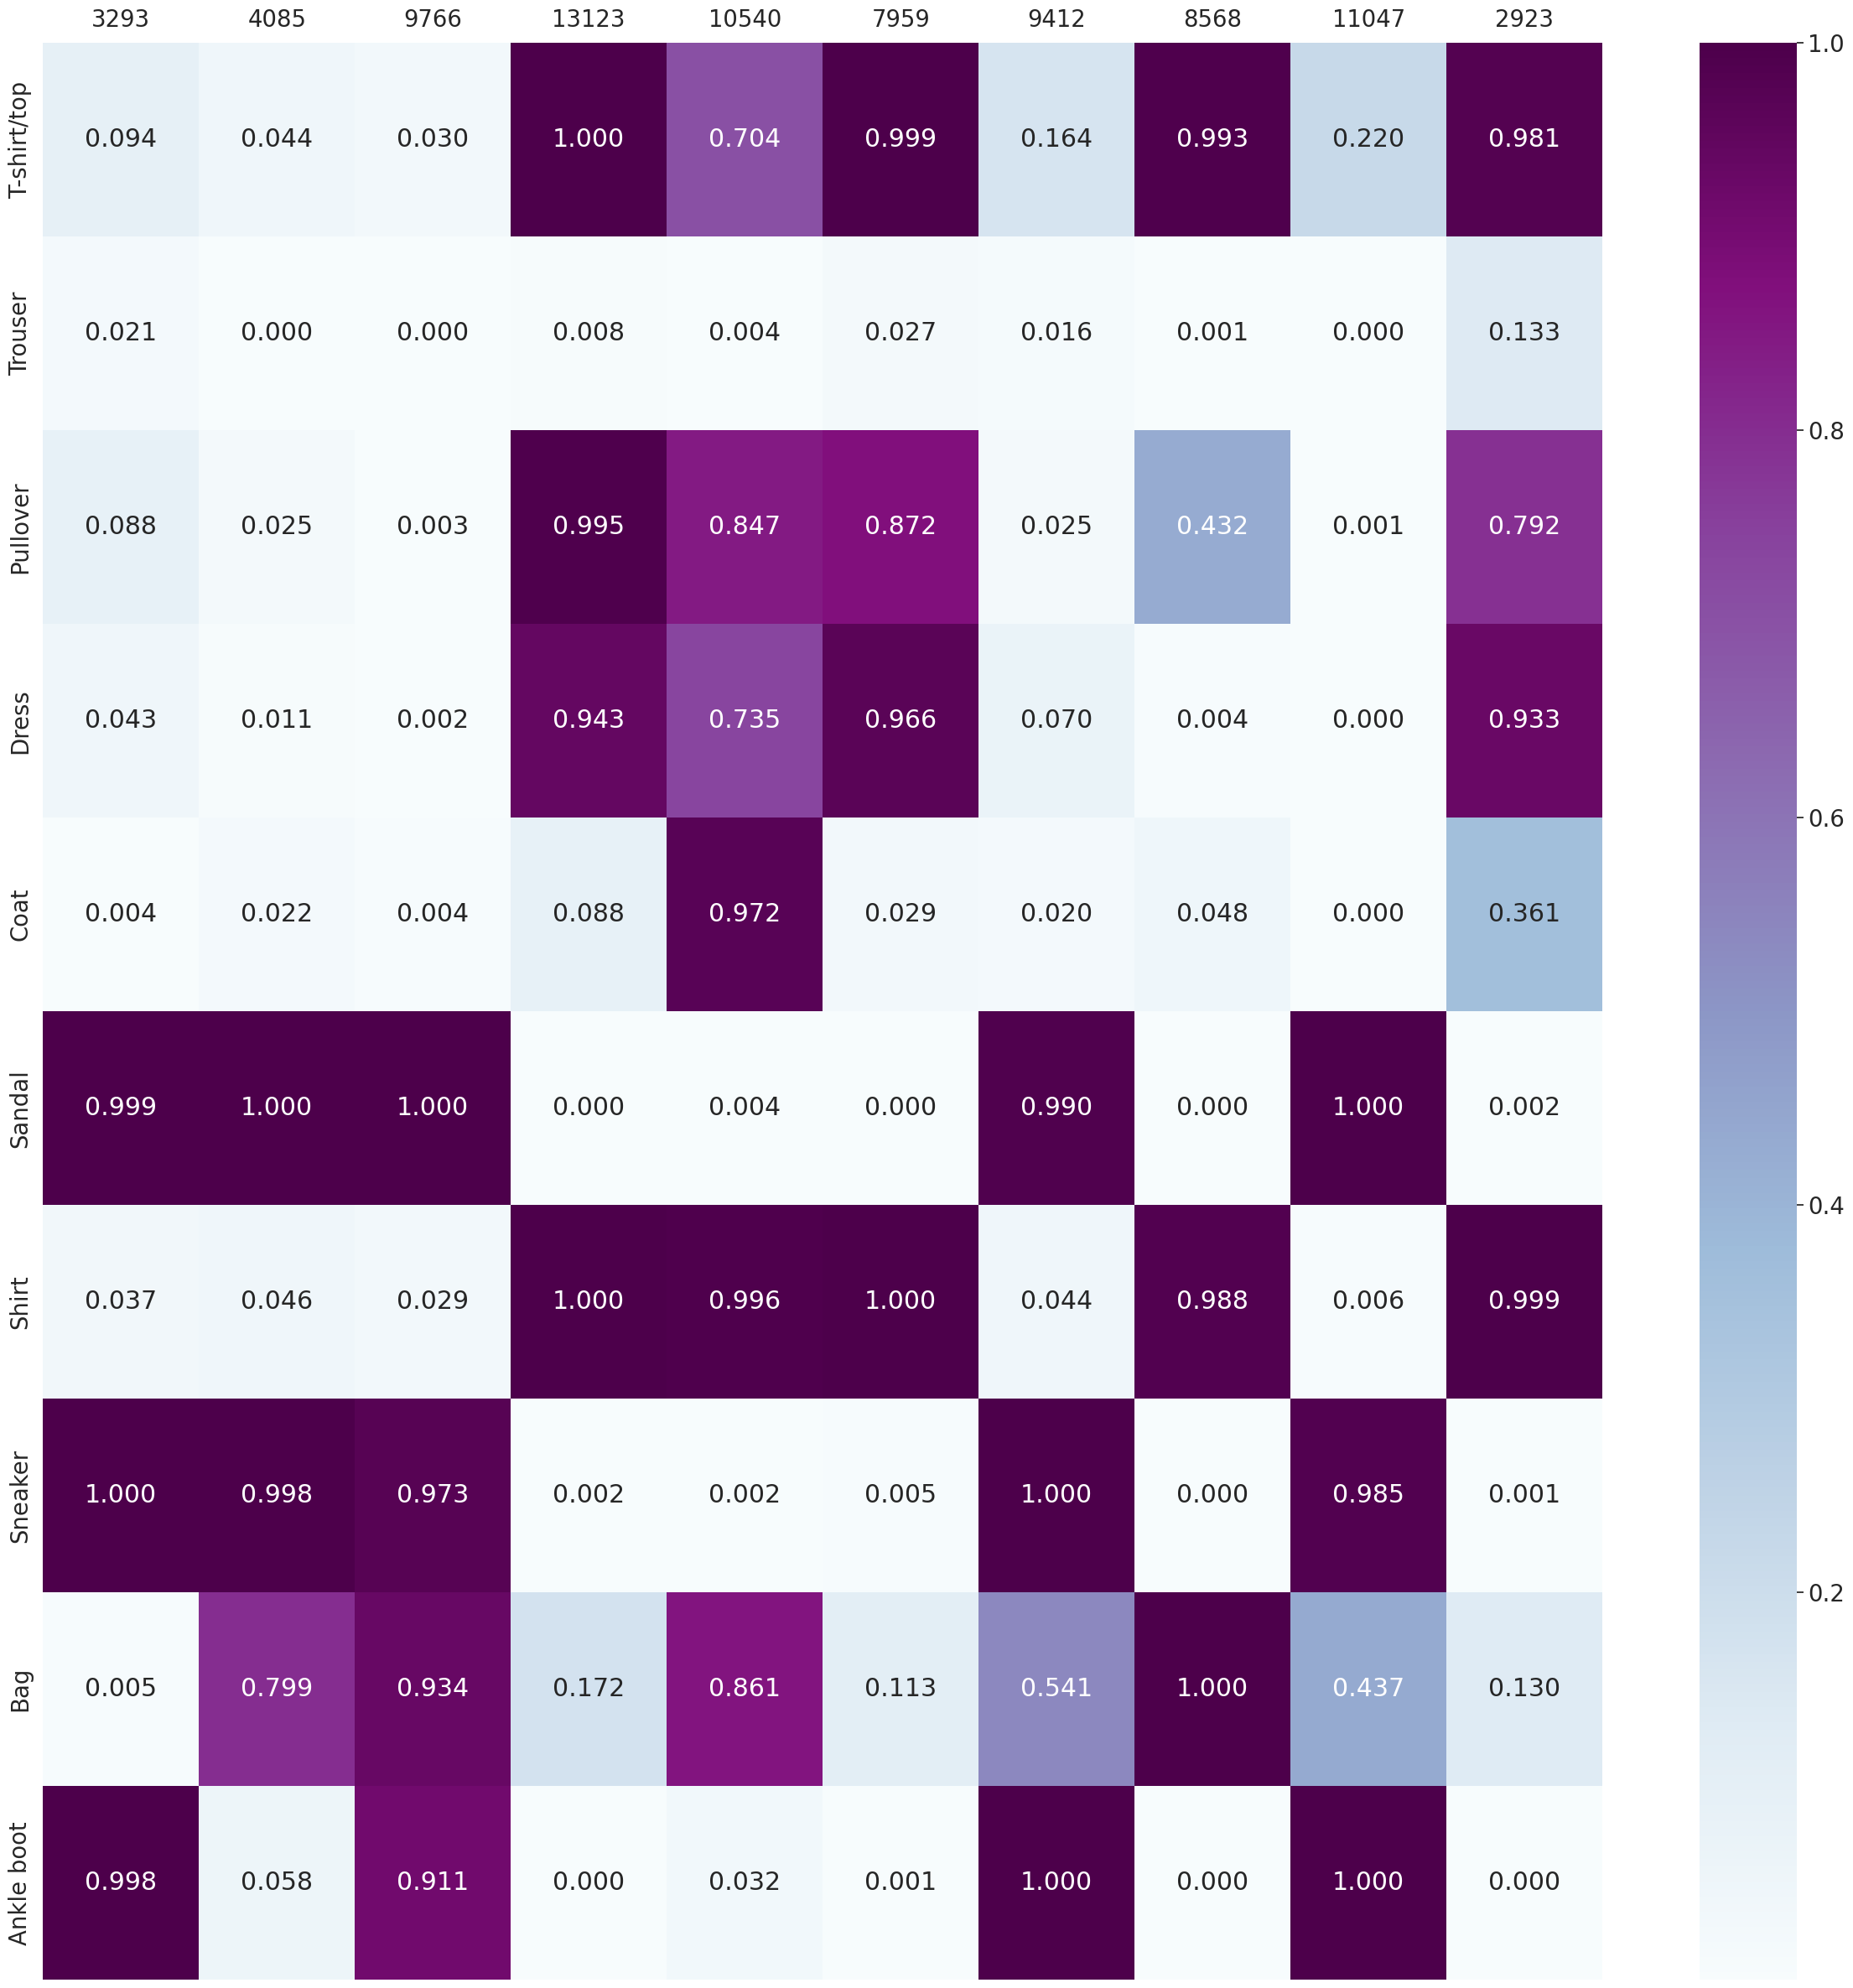 3293 4085 9766 13123 10540 7959 9412 8568 11047 2923
T-shirt/top 0.094 0.044 0.030 1.000 0.704 0.999 0.164 0.993 0.220 0.981
Trouser 0.021 0.000 0.000 0.008 0.004 0.027 0.016 0.001 0.000 0.133
Pullover 0.088 0.025 0.003 0.995 0.847 0.872 0.025 0.432 0.001 0.792
Dress 0.043 0.011 0.002 0.943 0.735 0.966 0.070 0.004 0.000 0.933
Coat 0.004 0.022 0.004 0.088 0.972 0.029 0.020 0.048 0.000 0.361
Sandal 0.999 1.000 1.000 0.000 0.004 0.000 0.990 0.000 1.000 0.002
Shirt 0.037 0.046 0.029 1.000 0.996 1.000 0.044 0.988 0.006 0.999
Sneaker 1.000 0.998 0.973 0.002 0.002 0.005 1.000 0.000 0.985 0.001
Bag 0.005 0.799 0.934 0.172 0.861 0.113 0.541 1.000 0.437 0.130
Ankle boot 0.998 0.058 0.911 0.000 0.032 0.001 1.000 0.000 1.000 0.000
1.0
0.8
0.6
0.4
0.2